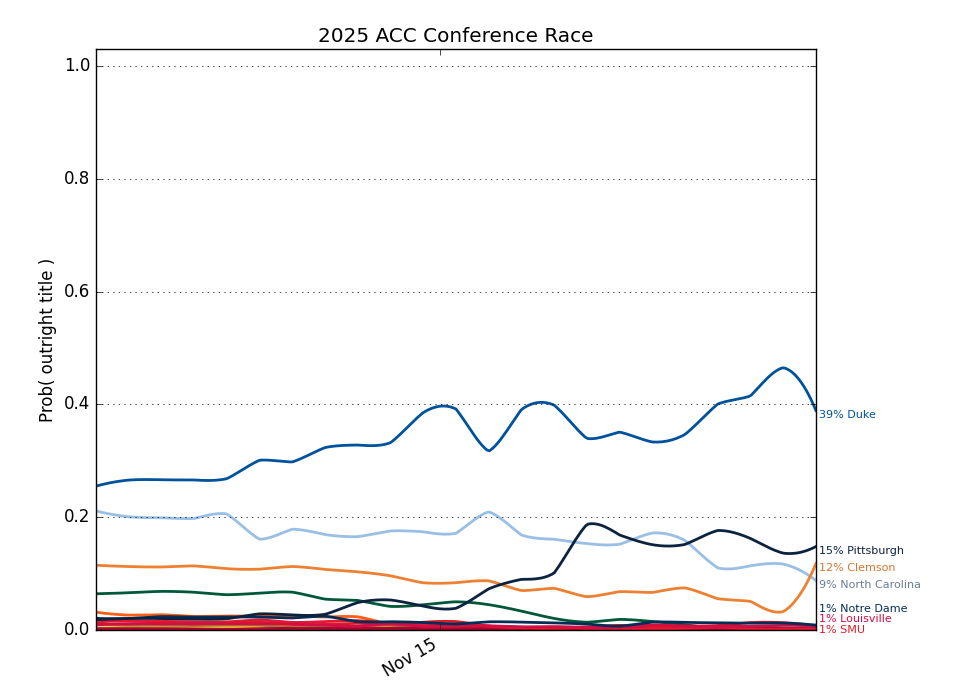 2025 ACC Conference Race
1.0
0.8
0.6
0.4
0.2
0.0
Prob( outright title )
Nov 15
39% Duke
15% Pittsburgh
12% Clemson
9% North Carolina
1% Notre Dame
1% Louisville
1% SMU